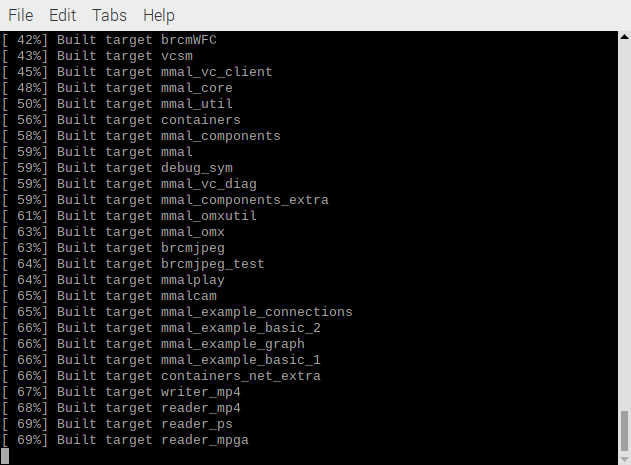 File Edit Tabs Help
[ 42%] Built target brcmWFC
[ 43%] Built target vcsm
[ 45%] Built target mmal_vc_client
[ 48%] Built target mmal_core
[ 50%] Built target mmal_util
[ 56%] Built target containers
[ 58%] Built target mmal_components
[ 59%] Built target mmal
[ 59%] Built target debug_sym
[ 59%] Built target mmal_vc_diag
[ 59%] Built target mmal_components_extra
[ 61%] Built target mmal_omxutil
[ 63%] Built target mmal_omx
[ 63%] Built target brcmjpeg
[ 64%] Built target brcmjpeg_test
[ 64%] Built target mmalplay
[ 65%] Built target mmalcam
[ 65%] Built target mmal_example_connections
[ 66%] Built target mmal_example_basic_2
[ 66%] Built target mmal_example_graph
[ 66%] Built target mmal_example_basic_1
[ 66%] Built target containers_net_extra
[ 67%] Built target writer_mp4
[ 68%] Built target reader_mp4
[ 69%] Built target reader_ps
[ 69%] Built target reader_mpga